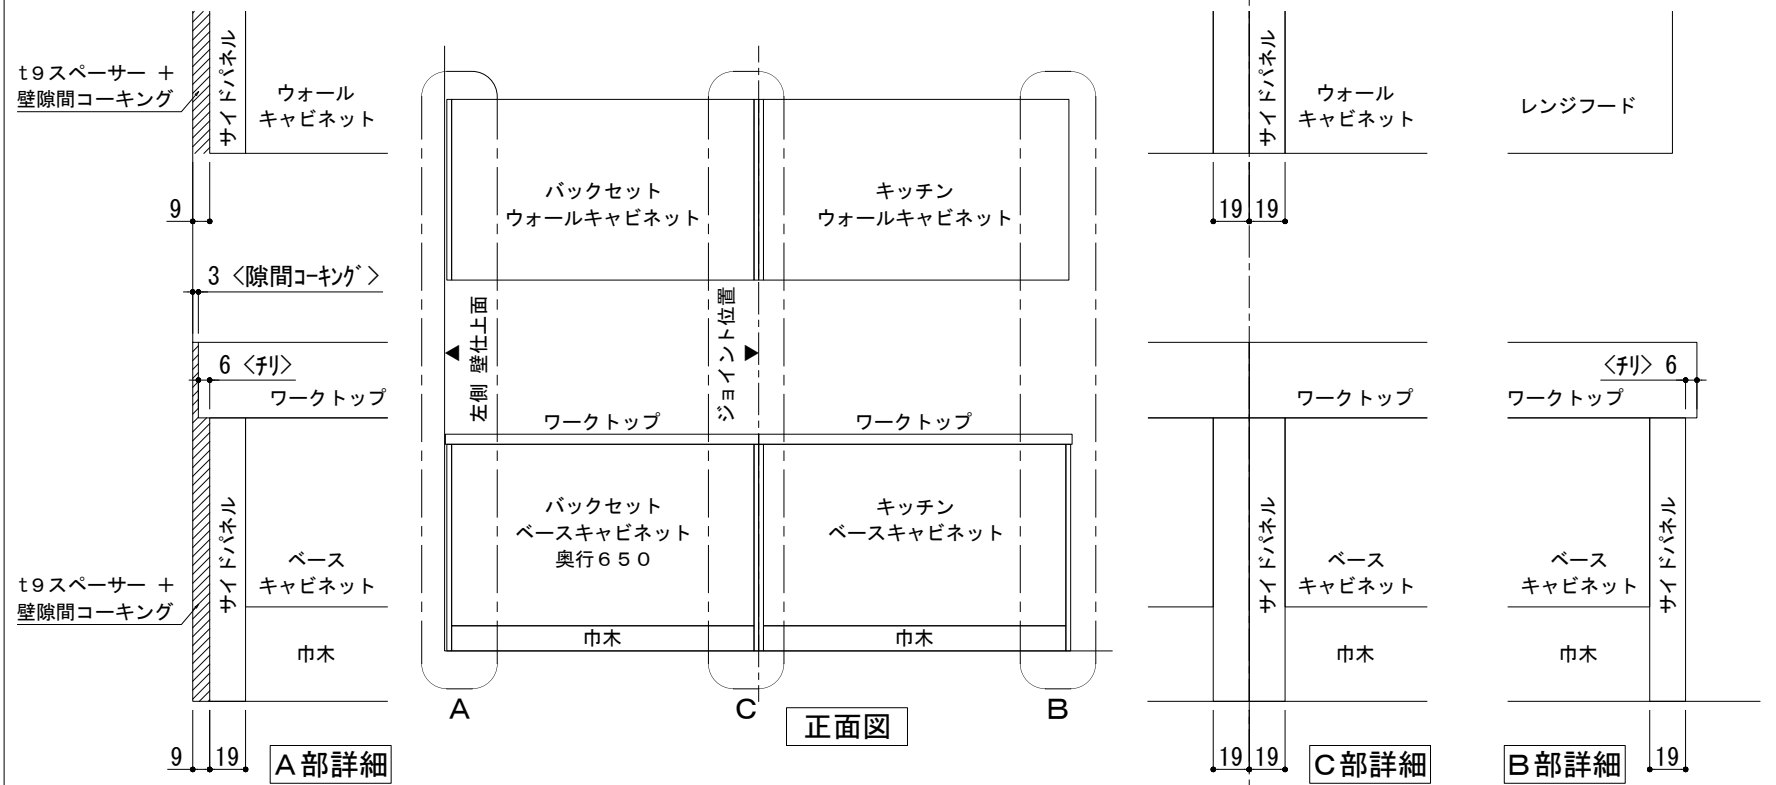 t9スペーサー +
壁隙間コーキング
サイドパネル
ウォール
キャビネット
9
3 <隙間ｺｰｷﾝｸﾞ>
6 <ﾁﾘ>
ワークトップ
サイドパネル
ベース
キャビネット
t9スペーサー +
壁隙間コーキング
巾木
9
19
A部詳細
バックセット
ウォールキャビネット
キッチン
ウォールキャビネット
左側 壁仕上面
ジョイント位置
ワークトップ
ワークトップ
バックセット
ベースキャビネット
奥行650
キッチン
ベースキャビネット
巾木
巾木
A
C
B
正面図
サイドパネル
ウォール
キャビネット
19
19
ワークトップ
サイドパネル
ベース
キャビネット
巾木
19
19
C部詳細
レンジフード
<ﾁﾘ> 6
ワークトップ
ベース
キャビネット
サイドパネル
巾木
B部詳細
19